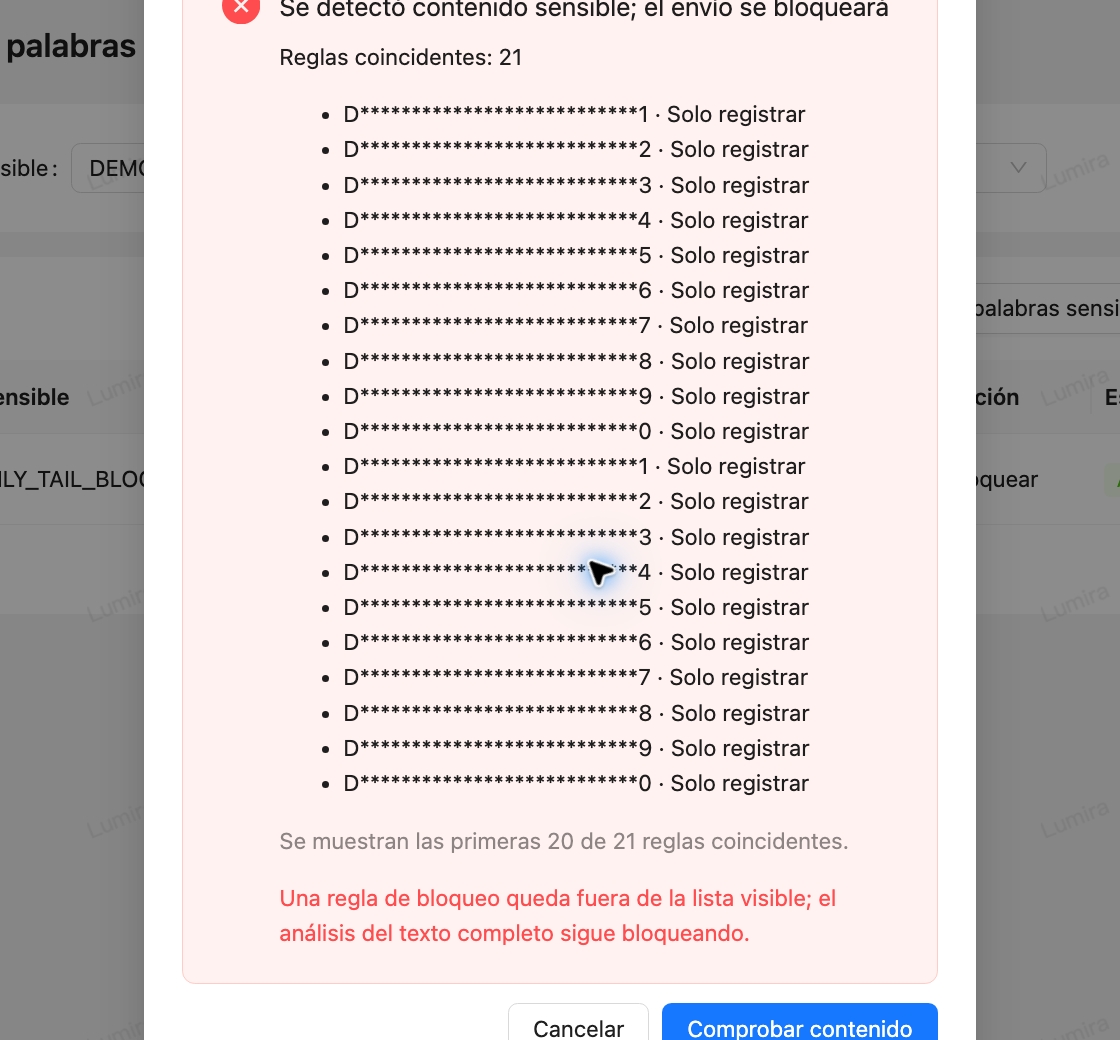 Se detectó contenido sensible; el envío se bloqueará
palabras
Reglas coincidentes: 21
D***************************1 · Solo registrar
D***************************2 · Solo registrar
sible :
DEMO
D***************************3 · Solo registrar
D***************************4 · Solo registrar
D***************************5 · Solo registrar
D***************************6 · Solo registrar
palabras sensi
D***************************7 · Solo registrar
D***************************8 · Solo registrar
ensible
D***************************9 · Solo registrar
ción
D***************************0 · Solo registrar
D***************************1 · Solo registrar
LY_TAIL_BLOC
quear
D***************************2 · Solo registrar
D***************************3 · Solo registrar
D***************************4 · Solo registrar
D***************************5 · Solo registrar
D***************************6 · Solo registrar
D***************************7 · Solo registrar
D***************************8 · Solo registrar
D***************************9 · Solo registrar
D***************************0 · Solo registrar
Se muestran las primeras 20 de 21 reglas coincidentes.
Una regla de bloqueo queda fuera de la lista visible; el
análisis del texto completo sigue bloqueando.
Cancelar
Comprobar contenido
Lumira
Lumira
Lumira
Lumira